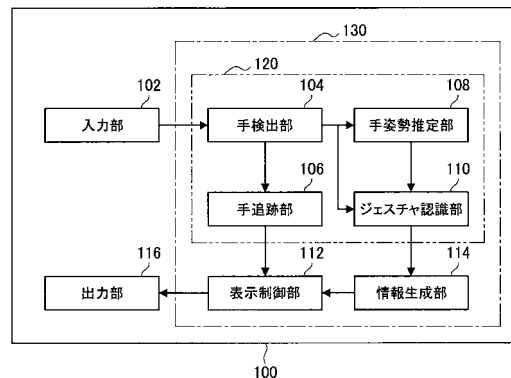 130
120
102
104
108
入力部
手検出部
手姿勢推定部
106
110
手追跡部
ジェスチャ認識部
116
112
114
出力部
表示制御部
情報生成部
100